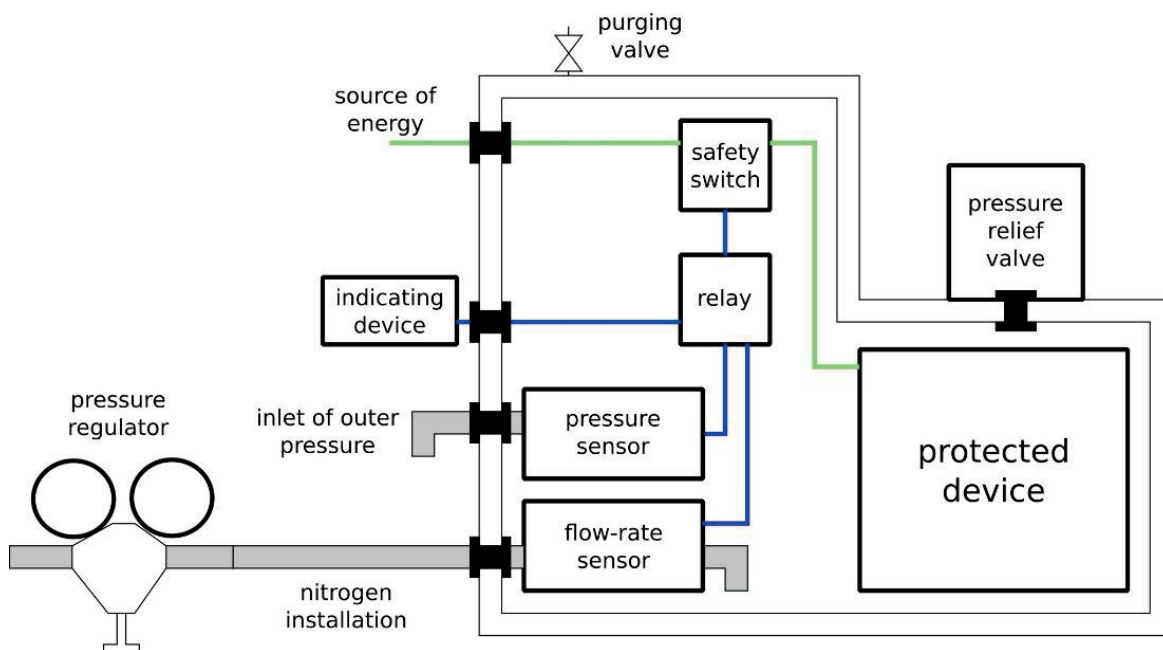 purging
valve
source of
energy
safety
switch
pressure
relief
valve
indicating
device
relay
pressure
regulator
inlet of outer
pressure
pressure
sensor
protected
device
flow-rate
sensor
nitrogen
installation